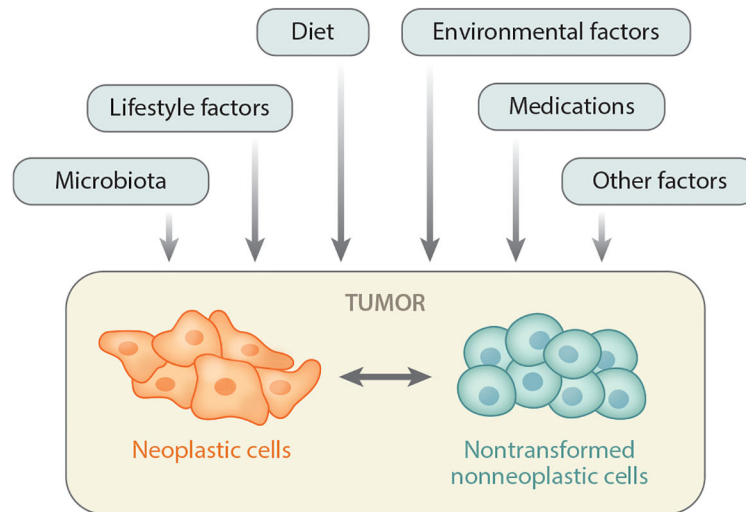 Diet
Environmental factors
Lifestyle factors
Medications
Microbiota
Other factors
TUMOR
Neoplastic cells
Nontransformed
nonneoplastic cells